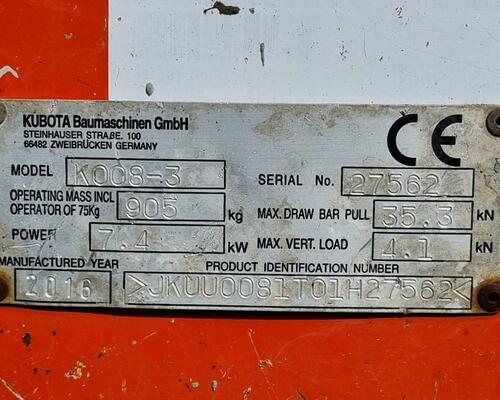 KUBOTA Baumaschinen GmbH
STEINHAUSER STRAßE. 100
66482 ZWEIBRÜCKEN GERMANY
CE
MODEL K008-3
SERIAL No. 27562
OPERATING MASS INCL
OPERATOR OF 75Kg 905 kg
MAX. DRAW BAR PULL 35.3 kN
POWER 7.4 kW
MAX. VERT. LOAD 4.1 kN
MANUFACTURED YEAR
2016
PRODUCT IDENTIFICATION NUMBER
>JKUU0081T01H27562<